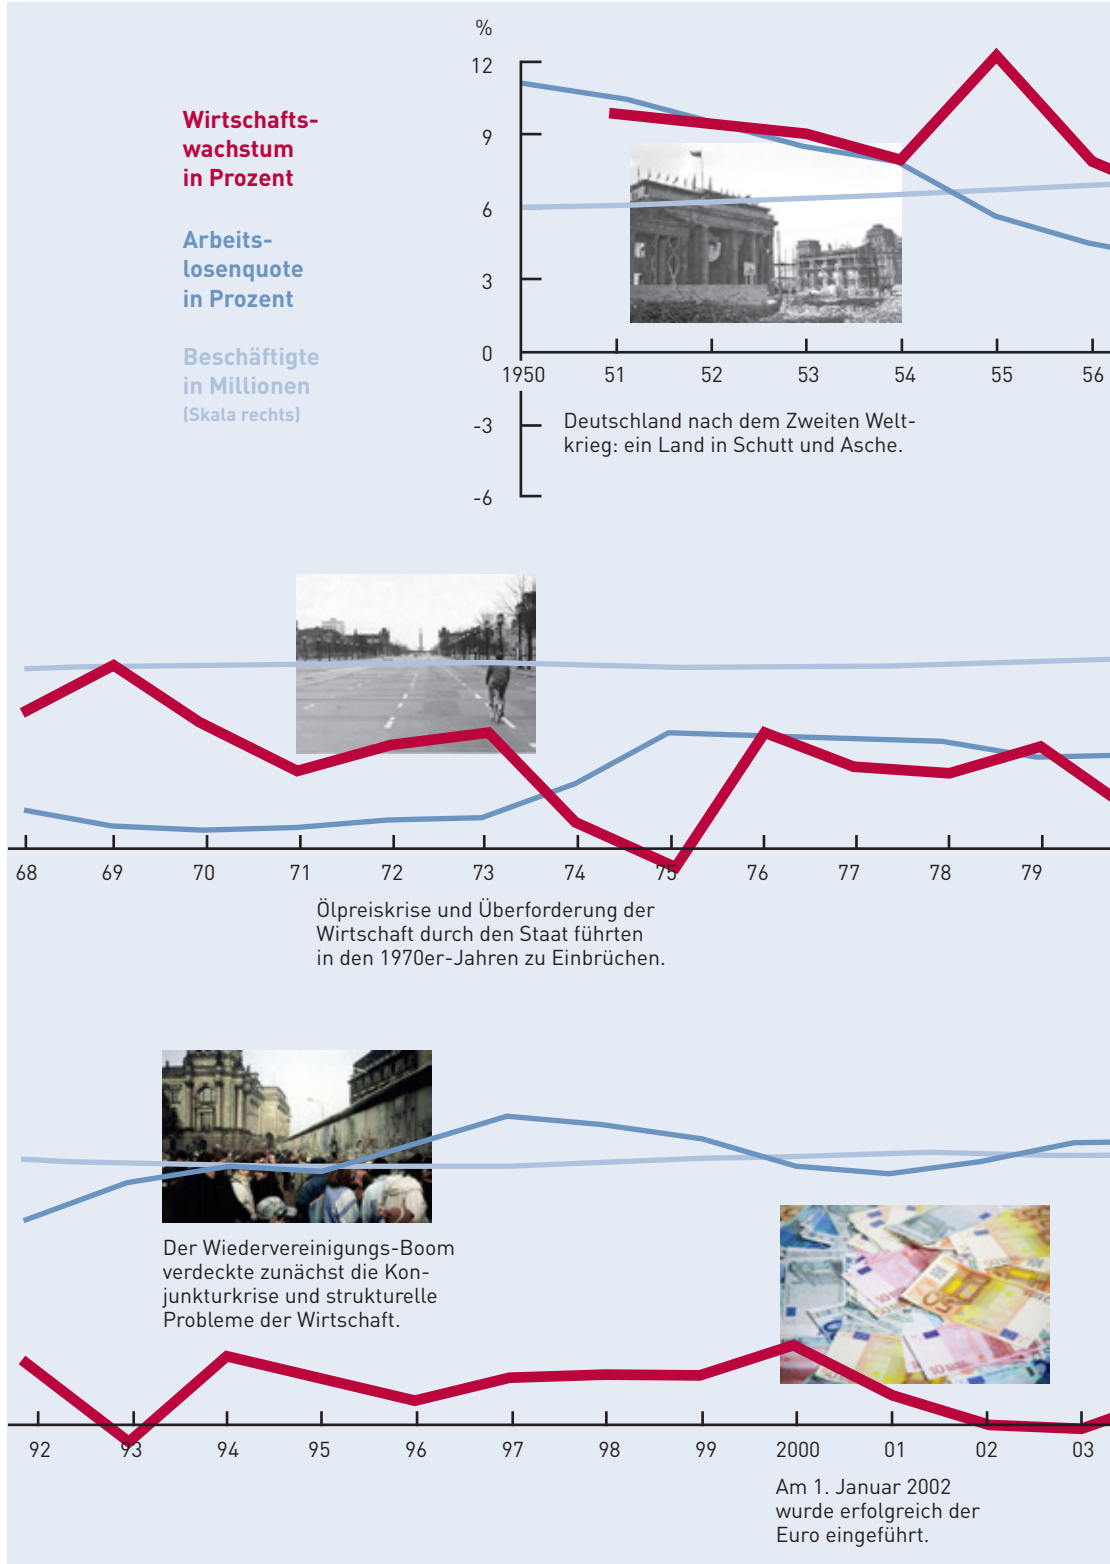 %
12
9
6
3
0
-3
-6
Wirtschafts-
wachstum
in Prozent
Arbeits-
losenquote
in Prozent
Beschäftigte
in Millionen
(Skala rechts)
1950 51 52 53 54 55 56
Deutschland nach dem Zweiten Welt-
krieg: ein Land in Schutt und Asche.
68 69 70 71 72 73 74 75 76 77 78 79
Ölpreiskrise und Überforderung der
Wirtschaft durch den Staat führten
in den 1970er-Jahren zu Einbrüchen.
Der Wiedervereinigungs-Boom
verdeckte zunächst die Kon-
junkturkrise und strukturelle
Probleme der Wirtschaft.
92 93 94 95 96 97 98 99 2000 01 02 03
Am 1. Januar 2002
wurde erfolgreich der
Euro eingeführt.